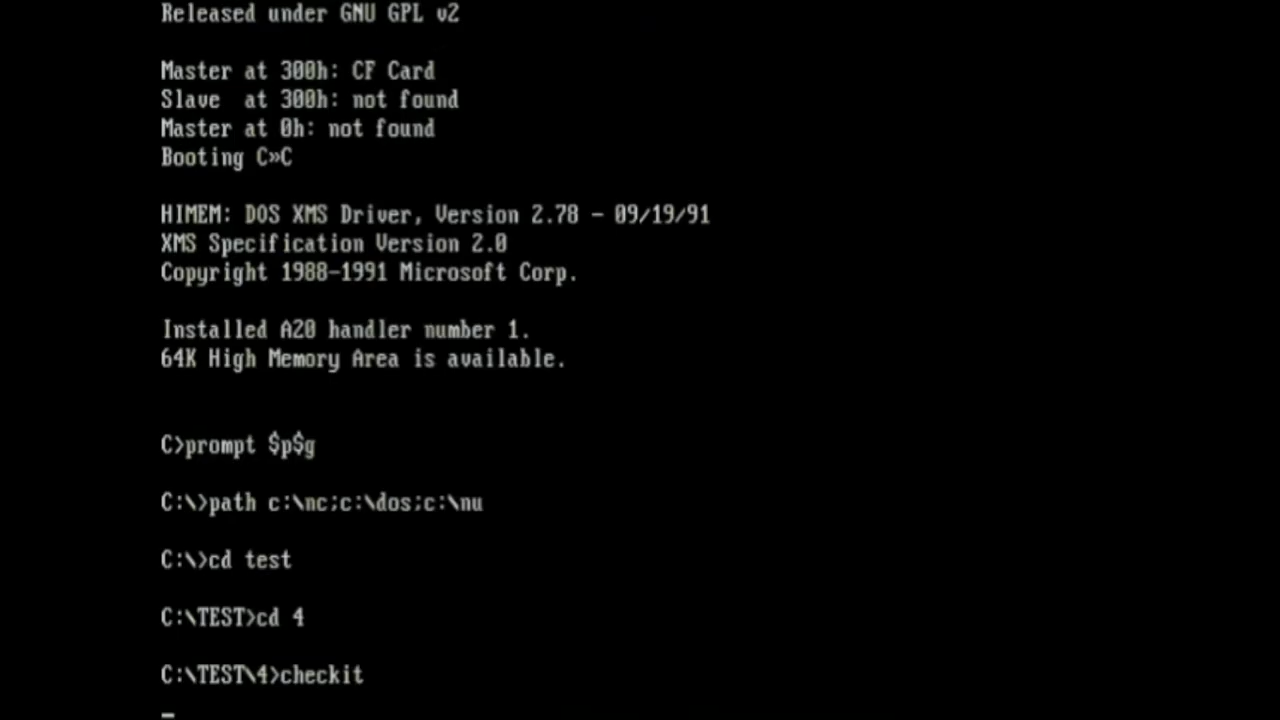 Released under GNU GPL v2
Master at 300h: CF Card
Slave  at 300h: not found
Master at 0h: not found
Booting C»C
HIMEM: DOS XMS Driver, Version 2.78 - 09/19/91
XMS Specification Version 2.0
Copyright 1988-1991 Microsoft Corp.
Installed A20 handler number 1.
64K High Memory Area is available.
C>prompt $p$g
C:\>path c:\nc;c:\dos;c:\nu
C:\>cd test
C:\TEST>cd 4
C:\TEST\4>checkit
_